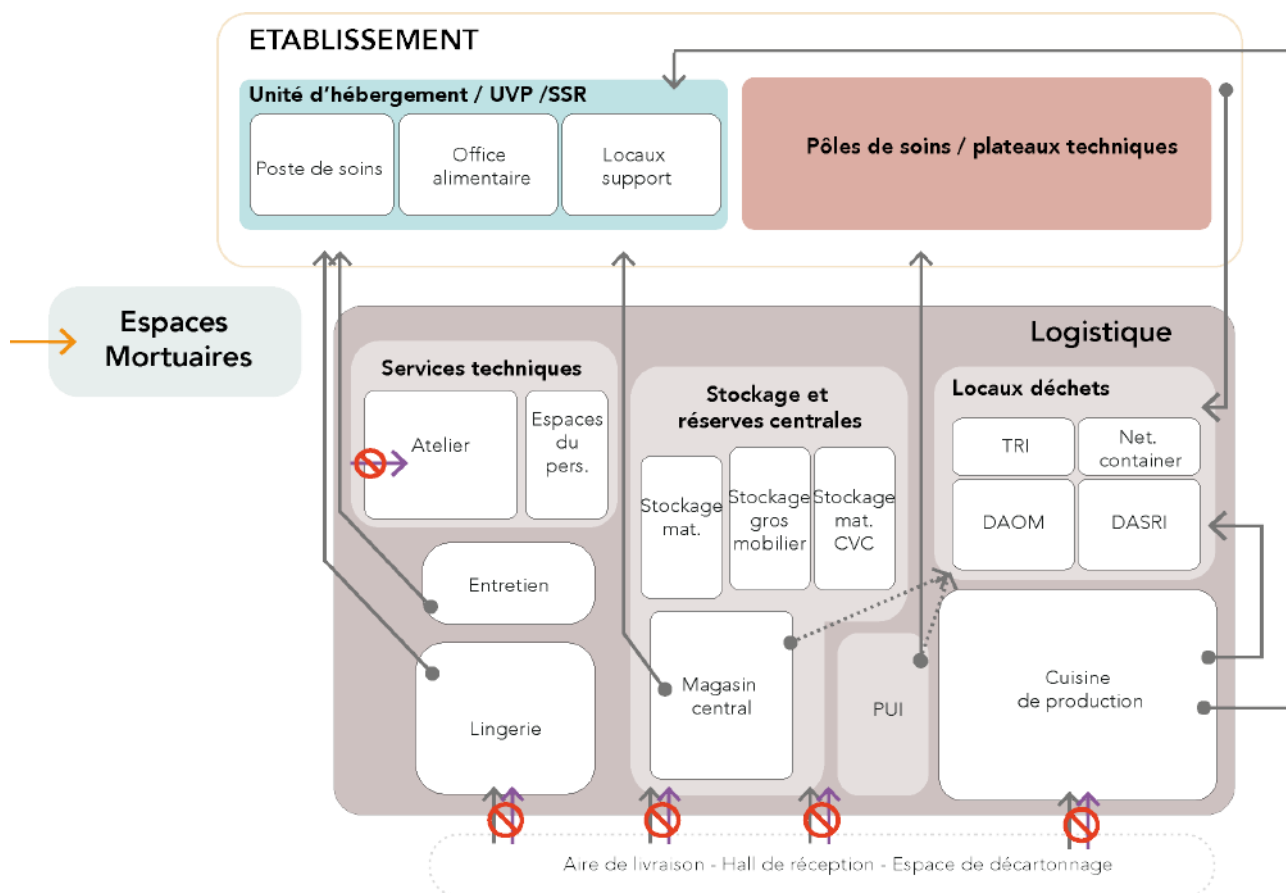 ETABLISSEMENT
Unité d'hébergement / UVP /SSR
Poste de soins
Office
alimentaire
Locaux
support
Pôles de soins / plateaux techniques
Espaces
Mortuaires
Logistique
Services techniques
Atelier
Espaces
du
pers.
Stockage et
réserves centrales
Stockage
mat.
Stockage
gros
mobilier
Stockage
mat.
CVC
Locaux déchets
TRI
Net.
container
DAOM
DASRI
Entretien
Lingerie
Magasin
central
PUI
Cuisine
de production
Aire de livraison - Hall de réception - Espace de décartonnage